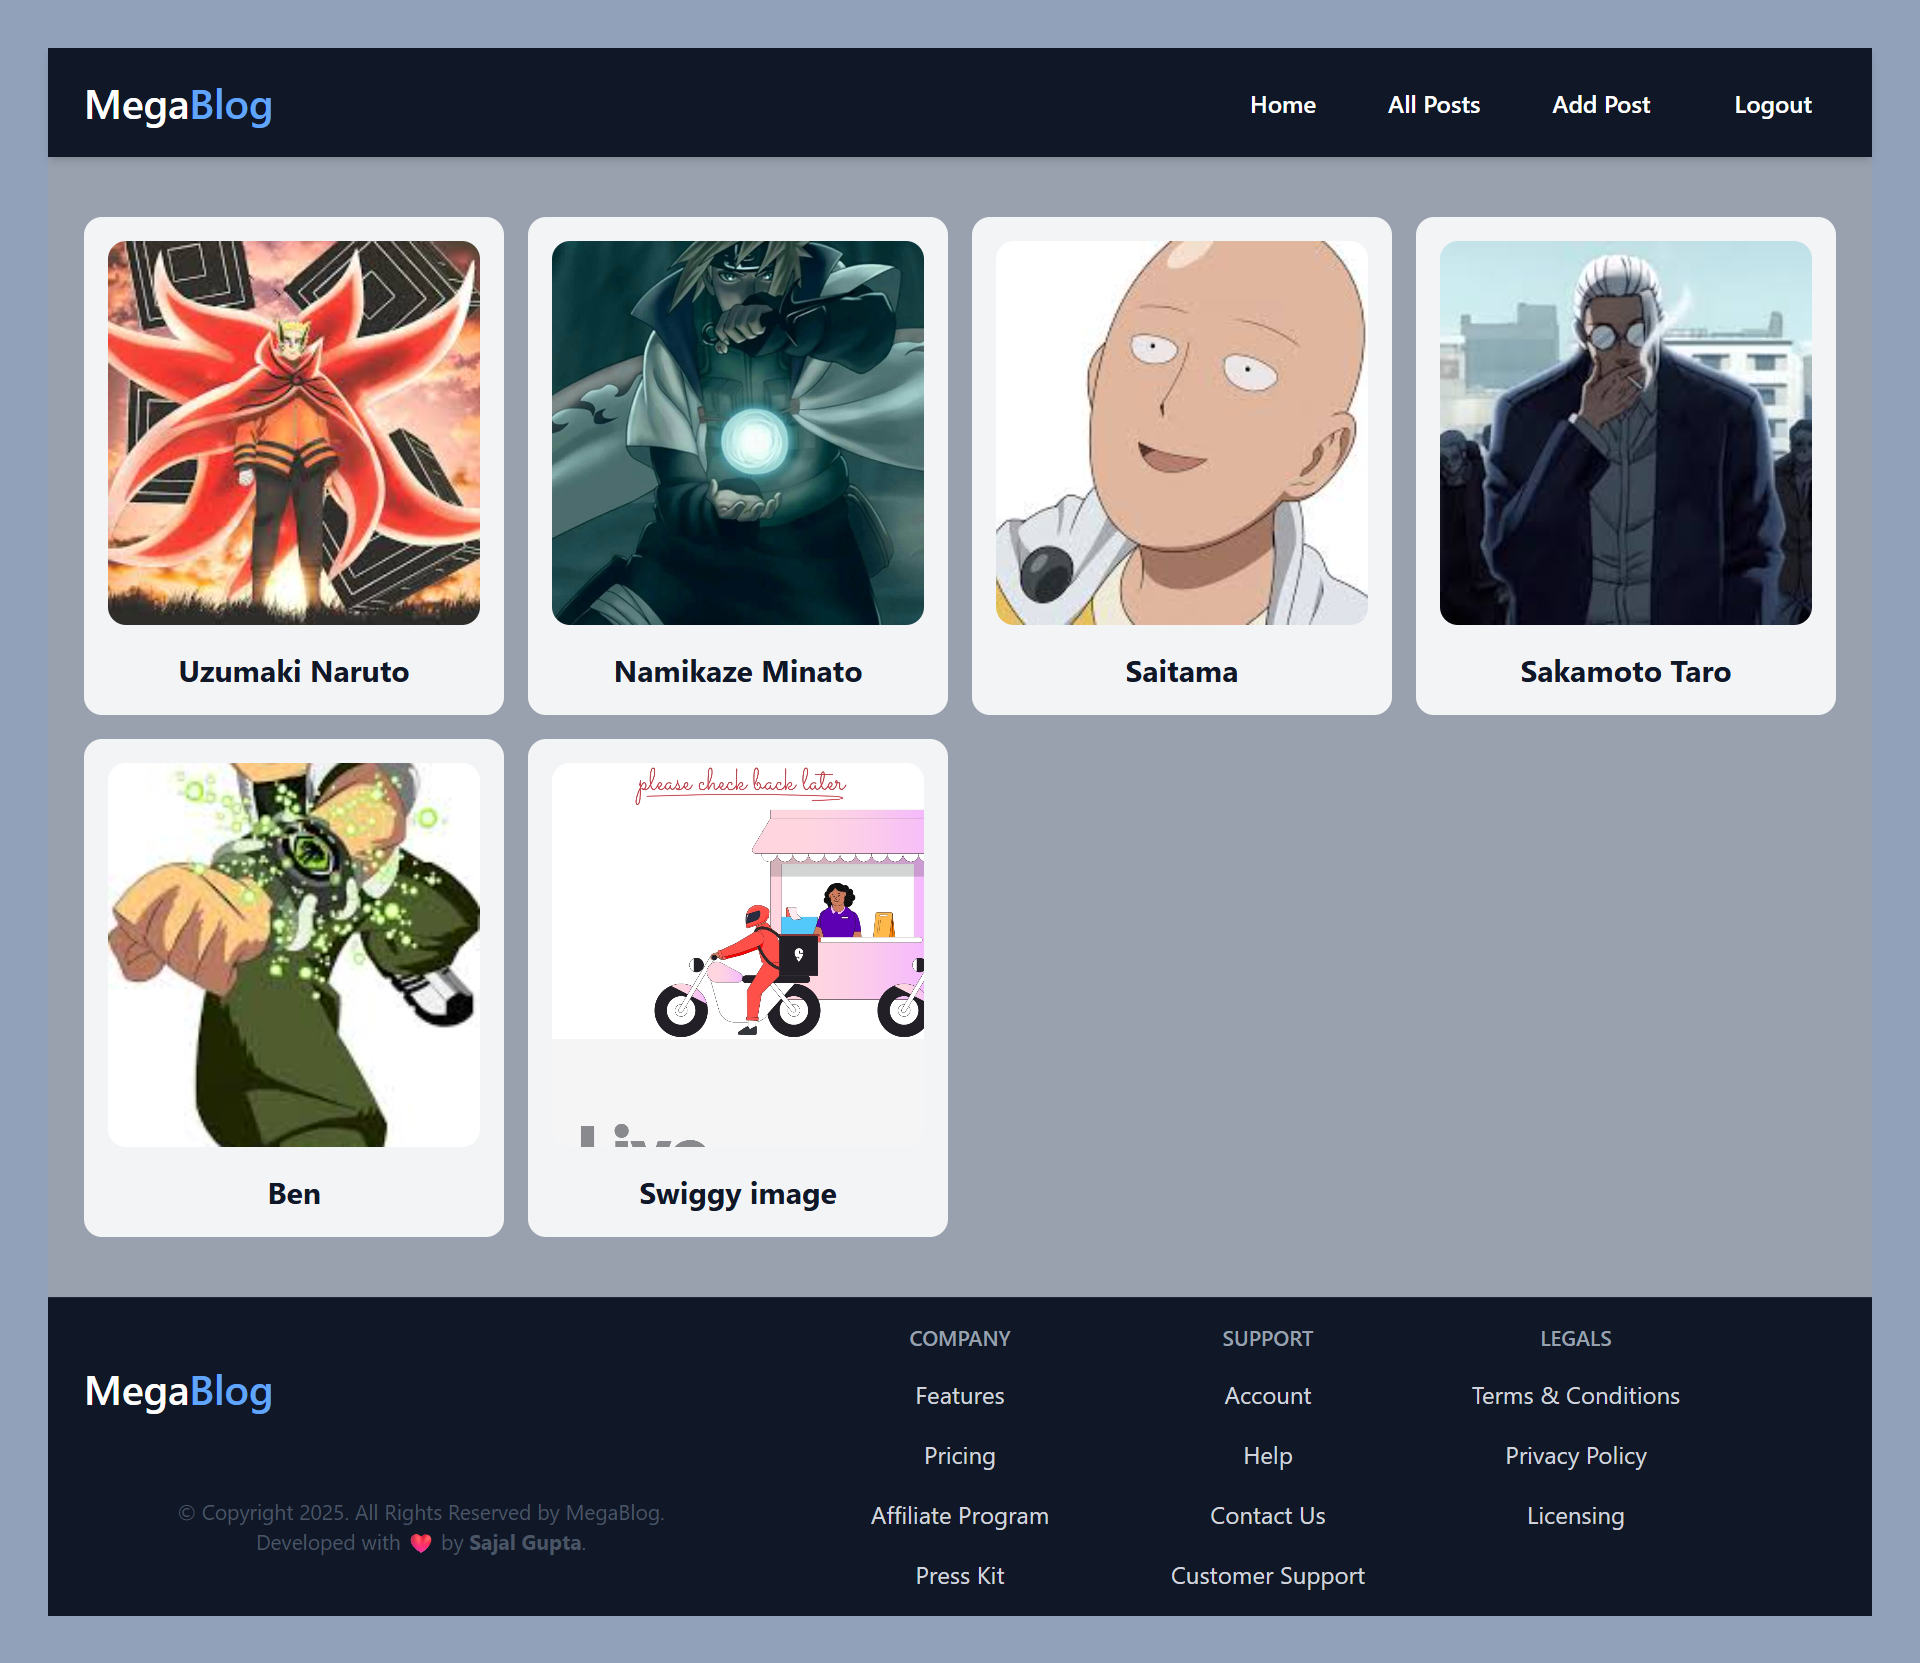 MegaBlog
Home
All Posts
Add Post
Logout
Uzumaki Naruto
Namikaze Minato
Saitama
Sakamoto Taro
please check back later
Ben
Swiggy image
MegaBlog
© Copyright 2025. All Rights Reserved by MegaBlog.
Developed with 💖 by Sajal Gupta.
COMPANY
Features
Pricing
Affiliate Program
Press Kit
SUPPORT
Account
Help
Contact Us
Customer Support
LEGALS
Terms & Conditions
Privacy Policy
Licensing